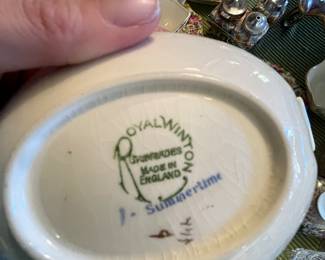 ROYAL WINTON
GRIMWADES
MADE IN
ENGLAND
Summertime